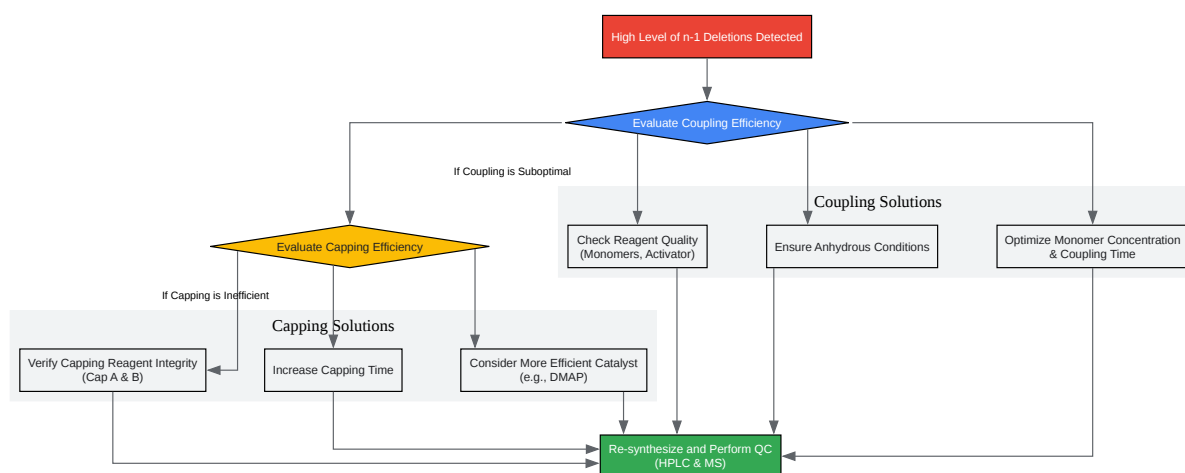 High Level of n-1 Deletions Detected
Evaluate Coupling Efficiency
If Coupling is Suboptimal
Coupling Solutions
Check Reagent Quality
(Monomers, Activator)
Ensure Anhydrous Conditions
Optimize Monomer Concentration
& Coupling Time
Evaluate Capping Efficiency
If Capping is Inefficient
Capping Solutions
Verify Capping Reagent Integrity
(Cap A & B)
Increase Capping Time
Consider More Efficient Catalyst
(e.g., DMAP)
Re-synthesize and Perform QC
(HPLC & MS)